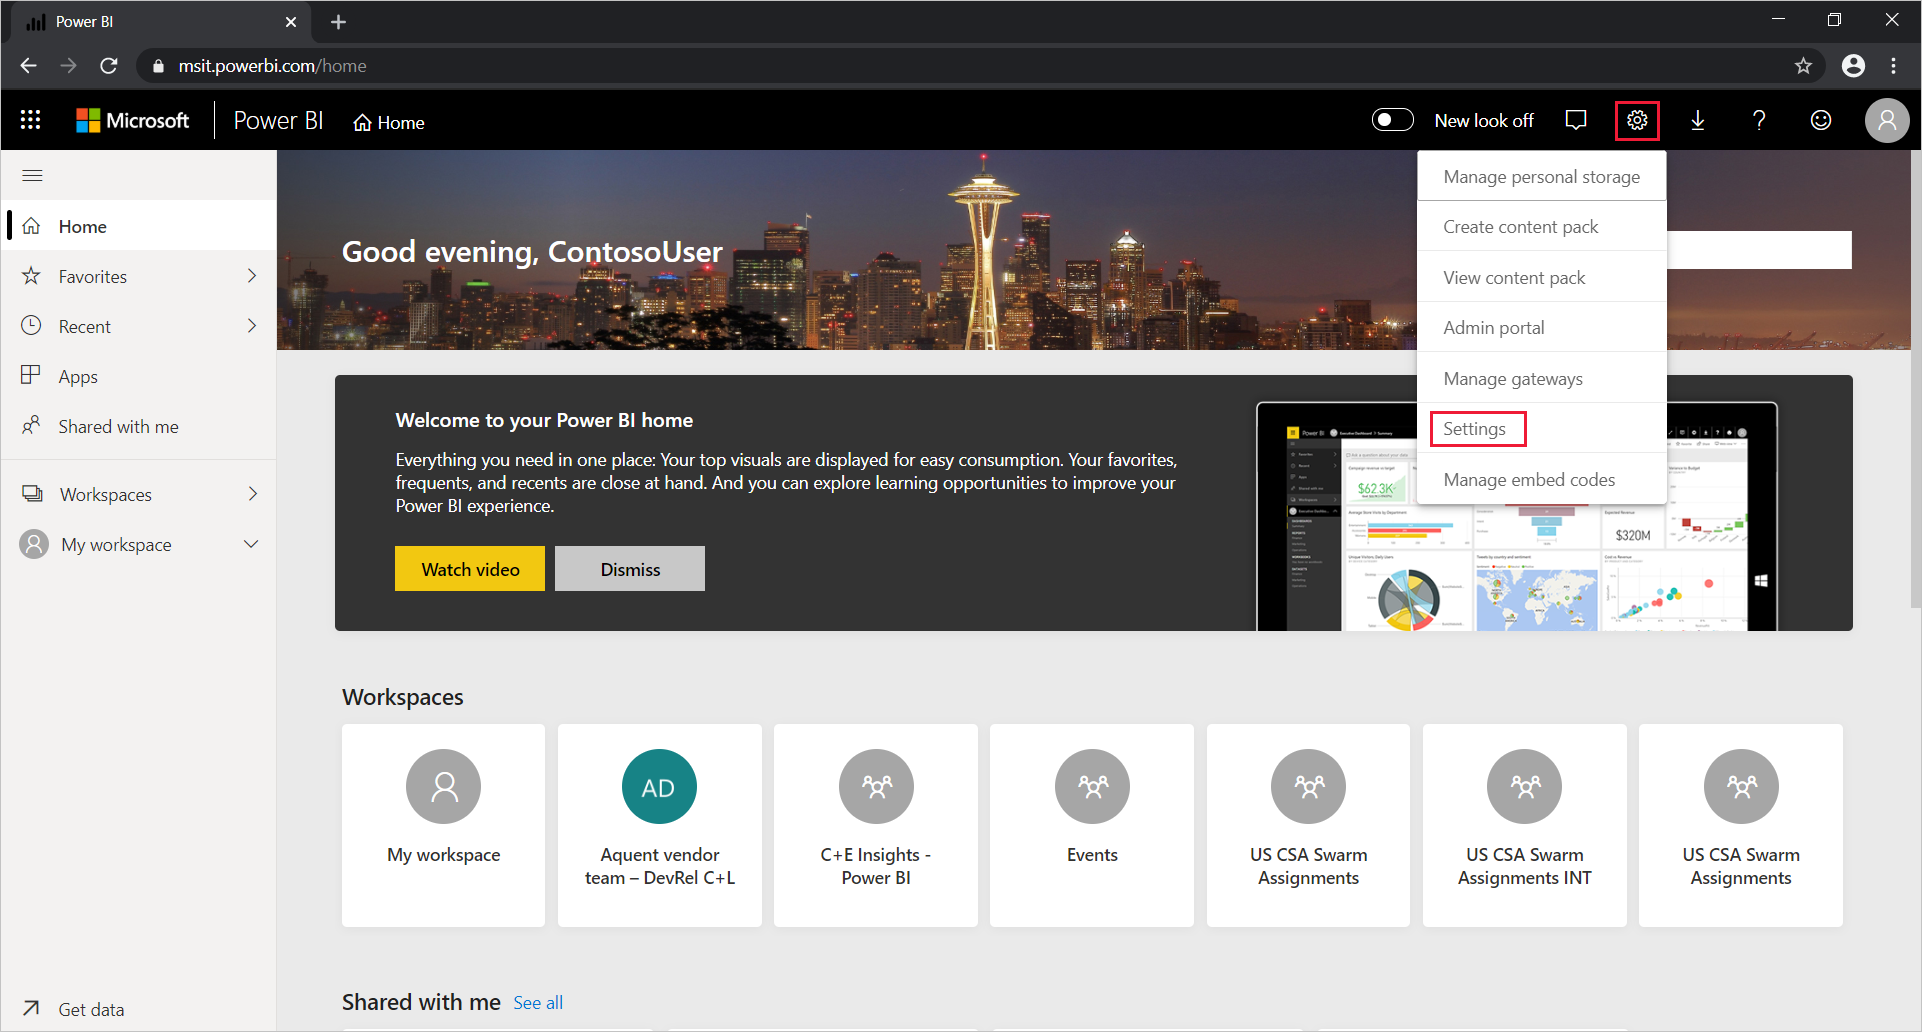 Power BI
msit.powerbi.com/home
Microsoft
Power BI
Home
New look off
Home
Favorites
Recent
Apps
Shared with me
Workspaces
My workspace
Get data
Good evening, ContosoUser
Manage personal storage
Create content pack
View content pack
Admin portal
Manage gateways
Settings
Manage embed codes
Welcome to your Power BI home
Everything you need in one place: Your top visuals are displayed for easy consumption. Your favorites,
frequents, and recents are close at hand. And you can explore learning opportunities to improve your
Power BI experience.
Watch video
Dismiss
Power BI
$62.3K
$320M
Workspaces
My workspace
AD
Aquent vendor
team – DevRel C+L
C+E Insights -
Power BI
Events
US CSA Swarm
Assignments
US CSA Swarm
Assignments INT
US CSA Swarm
Assignments
Shared with me
See all